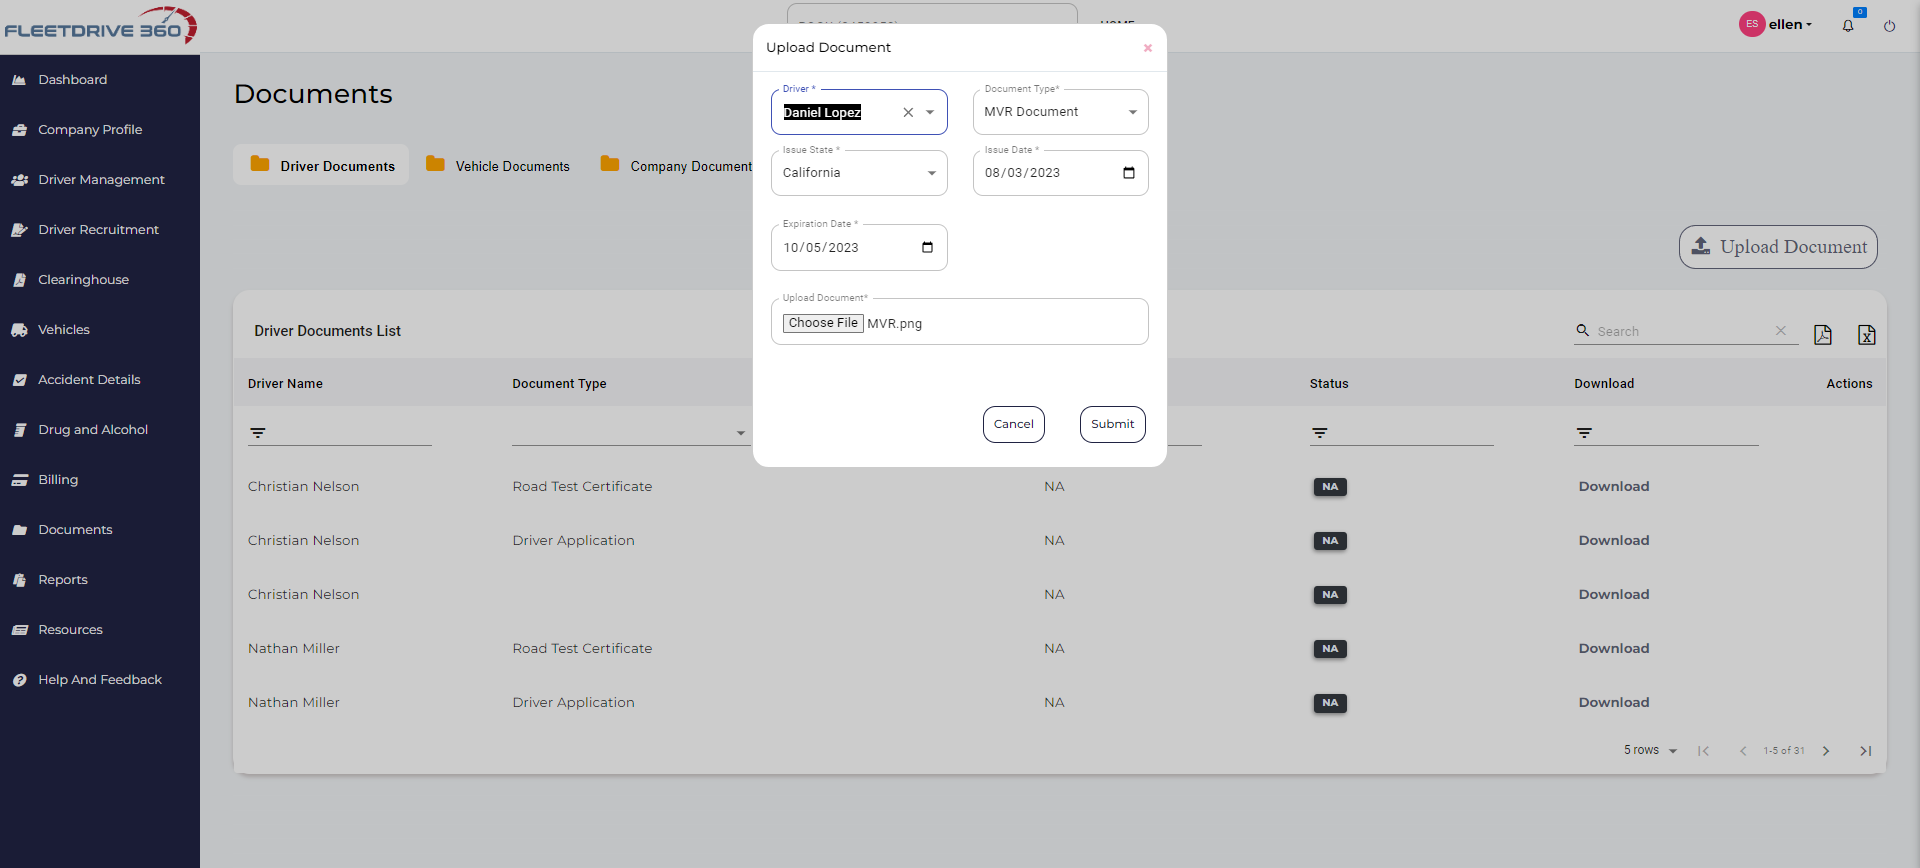 FLEETDRIVE 360
HOME
ES
ellen
0
Dashboard
Company Profile
Driver Management
Driver Recruitment
Clearinghouse
Vehicles
Accident Details
Drug and Alcohol
Billing
Documents
Reports
Resources
Help And Feedback
Documents
Driver Documents
Vehicle Documents
Company Document
Upload Document
Upload Document
Driver *
Daniel Lopez
Document Type*
MVR Document
Issue State *
California
Issue Date *
08/03/2023
Expiration Date *
10/05/2023
Upload Document*
Choose File MVR.png
Cancel
Submit
Driver Documents List
Search
Driver Name Document Type Status Download Actions
Christian Nelson Road Test Certificate NA NA Download
Christian Nelson Driver Application NA NA Download
Christian Nelson NA NA Download
Nathan Miller Road Test Certificate NA NA Download
Nathan Miller Driver Application NA NA Download
5 rows 1-5 of 31